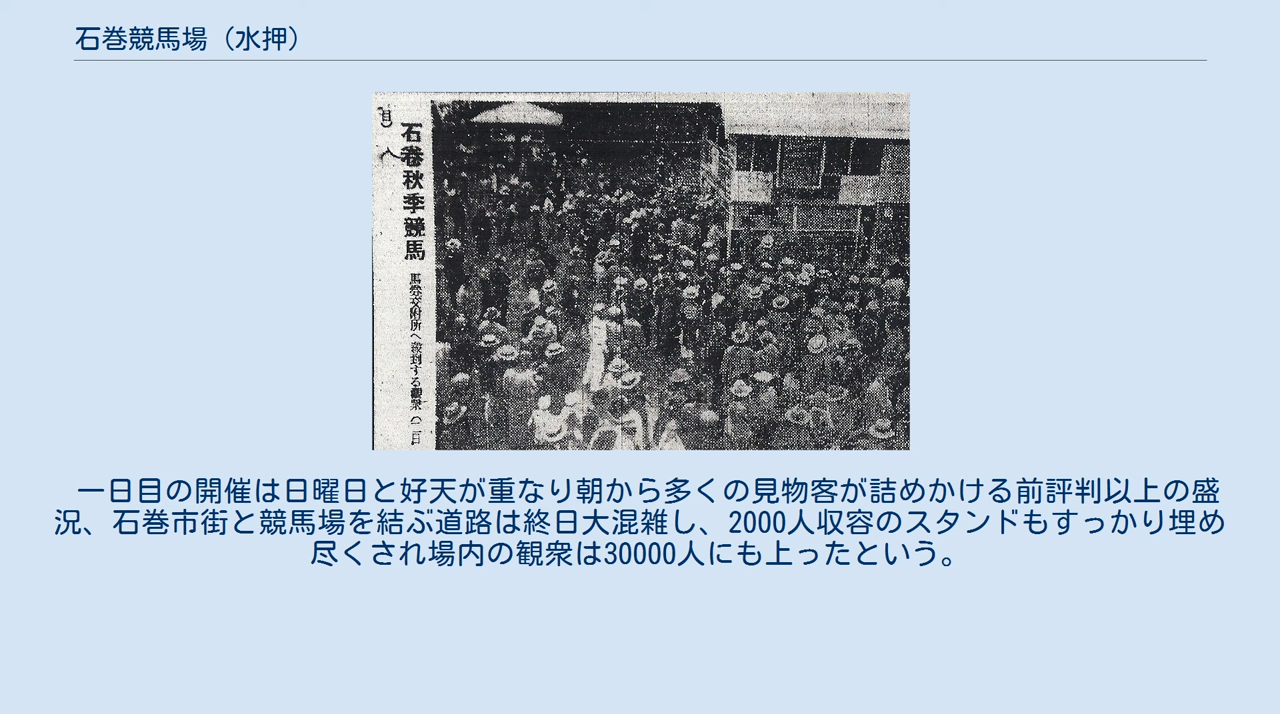 石巻競馬場（水押）
石巻秋季競馬
馬券交附所へ殺到する観衆（二日
一日目の開催は日曜日と好天が重なり朝から多くの見物客が詰めかける前評判以上の盛
況、石巻市街と競馬場を結ぶ道路は終日大混雑し、2000人収容のスタンドもすっかり埋め
尽くされ場内の観衆は30000人にも上ったという。